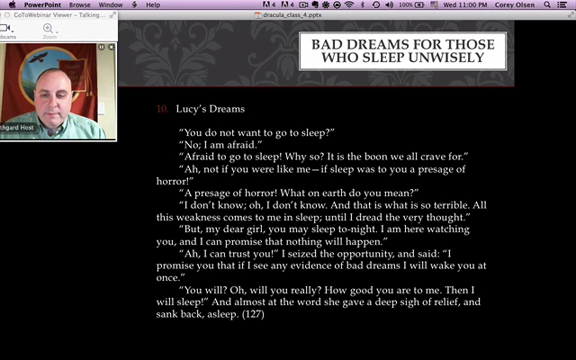 PowerPoint File Edit View Window Help 100% Wed 11:00 PM Corey Olsen
GoToWebinar Viewer - Talking...
dracula_class_4.pptx
ebcams Zoom
thgard Host
BAD DREAMS FOR THOSE
WHO SLEEP UNWISELY
10. Lucy's Dreams
"You do not want to go to sleep?"
"No; I am afraid."
"Afraid to go to sleep! Why so? It is the boon we all crave for."
"Ah, not if you were like me—if sleep was to you a presage of
horror!"
"A presage of horror! What on earth do you mean?"
"I don't know; oh, I don't know. And that is what is so terrible. All
this weakness comes to me in sleep; until I dread the very thought."
"But, my dear girl, you may sleep to-night. I am here watching
you, and I can promise that nothing will happen."
"Ah, I can trust you!" I seized the opportunity, and said: "I
promise you that if I see any evidence of bad dreams I will wake you at
once."
"You will? Oh, will you really? How good you are to me. Then I
will sleep!" And almost at the word she gave a deep sigh of relief, and
sank back, asleep. (127)